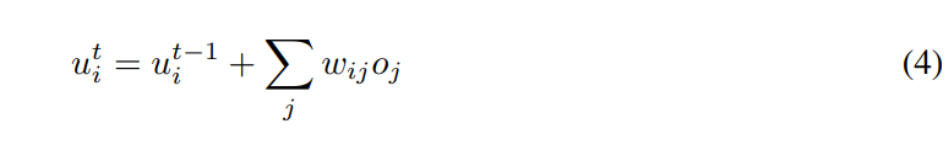 u_i^t = u_i^{t-1} + \sum_j w_{ij} o_j (4)